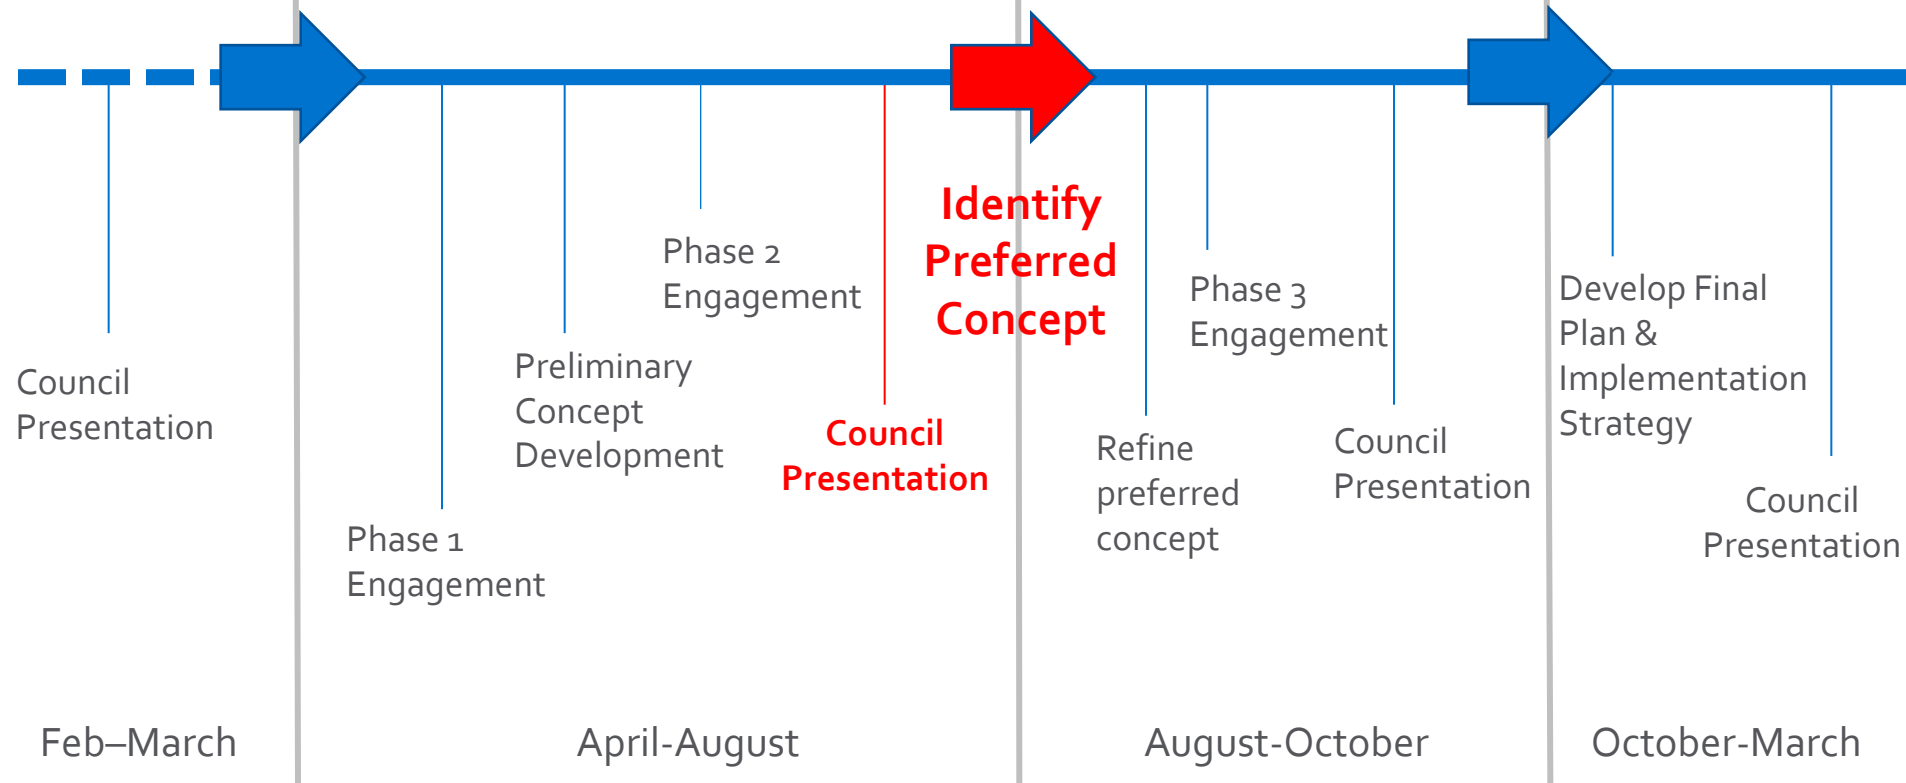 Council
Presentation
Phase 1
Engagement
Preliminary
Concept
Development
Phase 2
Engagement
Council
Presentation
Identify
Preferred
Concept
Refine
preferred
concept
Phase 3
Engagement
Council
Presentation
Develop Final
Plan &
Implementation
Strategy
Council
Presentation
Feb–March
April-August
August-October
October-March